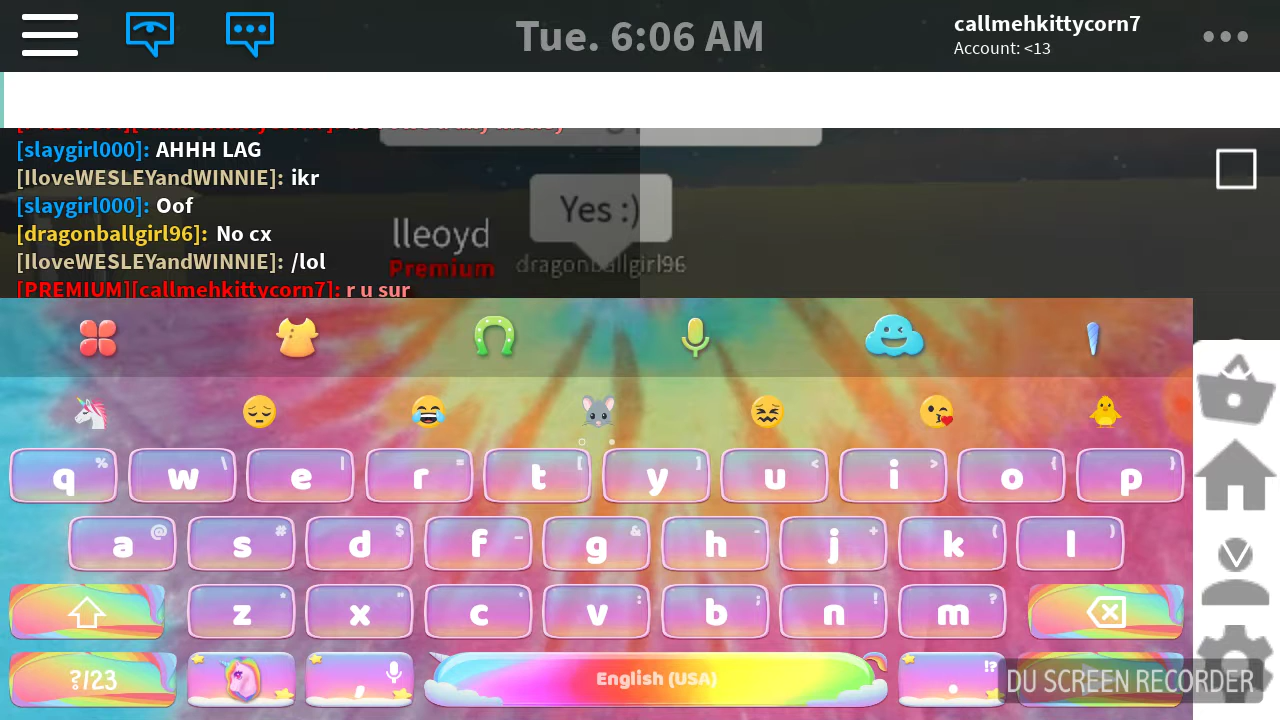 Tue. 6:06 AM
callmehkittycorn7
Account: <13
[slaygirl000]: AHHH LAG
[IloveWESLEYandWINNIE]: ikr
[slaygirl000]: Oof
[dragonballgirl96]: No cx
[IloveWESLEYandWINNIE]: /lol
[PREMIUM][callmehkittycorn7]: r u sur
Yes :)
lleoyd
Premium
dragonballgirl96
q % w \ e | r = t [ y ] u < i > o { p }
a @ s # d $ f _ g & h - j + k ( l )
z * x " c ' v : b ; n ! m ?
?123 , English (USA) . !?
DU SCREEN RECORDER